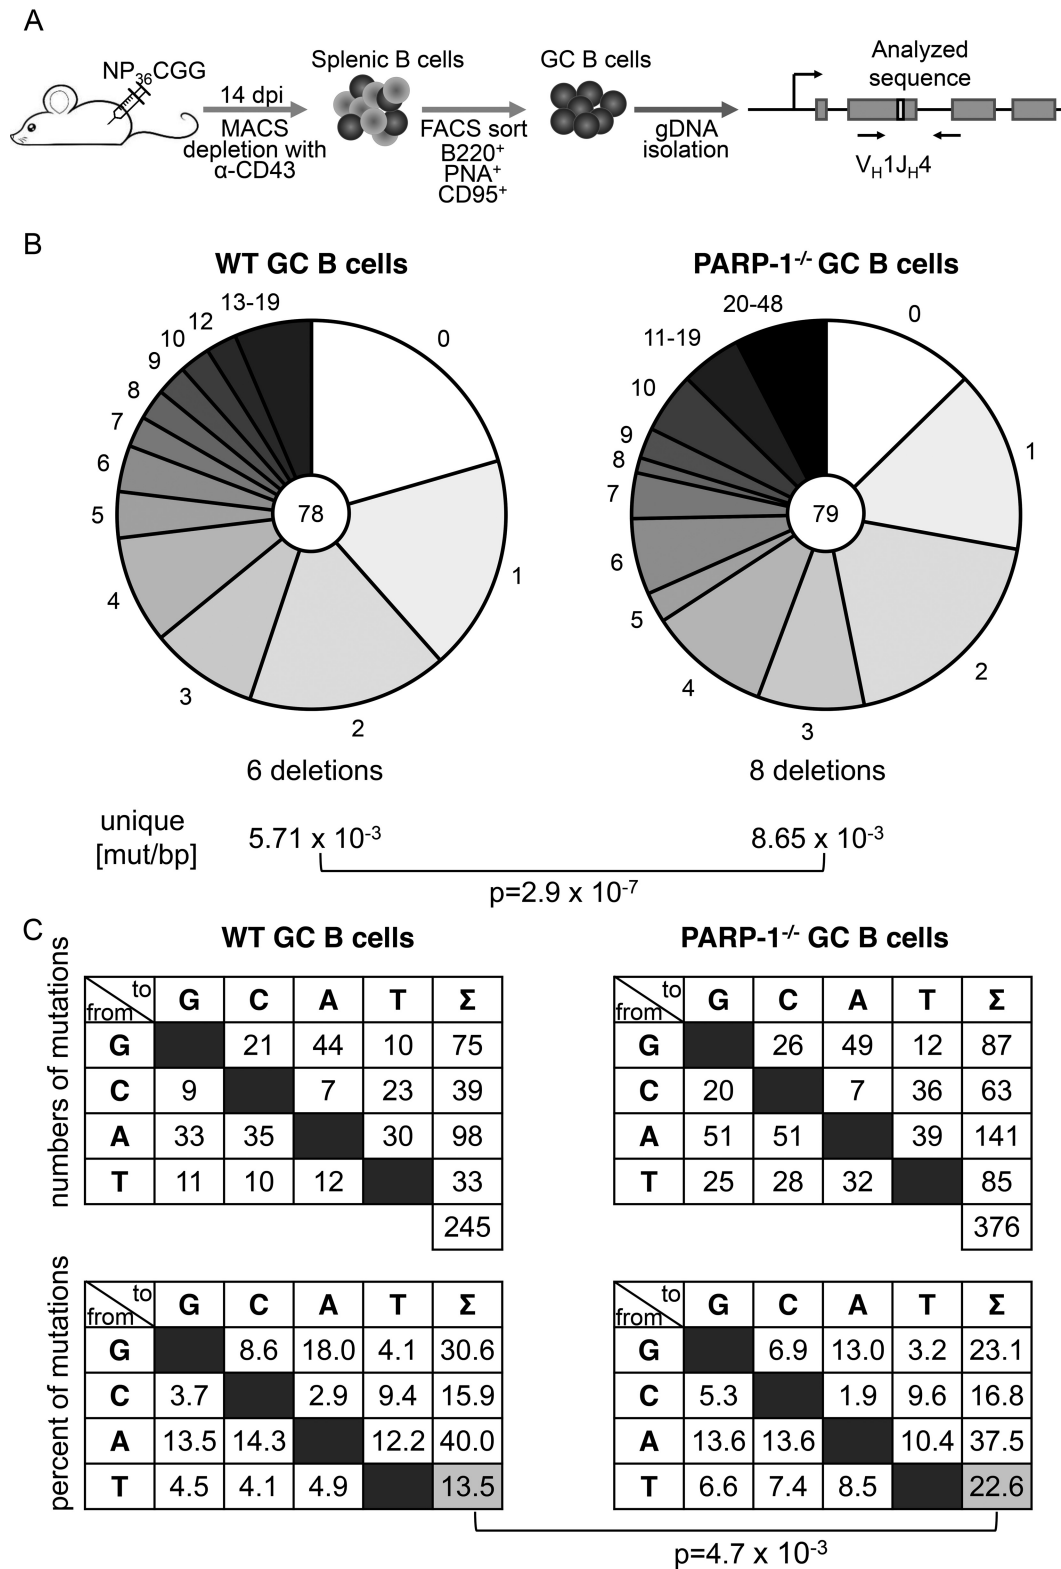 A
NP36CGG
14 dpi
MACS
depletion with
α-CD43
Splenic B cells
FACS sort
B220+
PNA+
CD95+
GC B cells
gDNA
isolation
Analyzed
sequence
VH1JH4
B
WT GC B cells
PARP-1-/- GC B cells
13-19
12
10
9
8
7
6
5
4
3
2
1
0
78
20-48
11-19
10
9
8
7
6
5
4
3
2
1
0
79
6 deletions
8 deletions
unique
[mut/bp]
5.71 x 10-3
8.65 x 10-3
p=2.9 x 10-7
C
WT GC B cells
PARP-1-/- GC B cells
numbers of mutations
to
from G C A T Σ
G 21 44 10 75
C 9 7 23 39
A 33 35 30 98
T 11 10 12 33
245
to
from G C A T Σ
G 26 49 12 87
C 20 7 36 63
A 51 51 39 141
T 25 28 32 85
376
percent of mutations
to
from G C A T Σ
G 8.6 18.0 4.1 30.6
C 3.7 2.9 9.4 15.9
A 13.5 14.3 12.2 40.0
T 4.5 4.1 4.9 13.5
to
from G C A T Σ
G 6.9 13.0 3.2 23.1
C 5.3 1.9 9.6 16.8
A 13.6 13.6 10.4 37.5
T 6.6 7.4 8.5 22.6
p=4.7 x 10-3